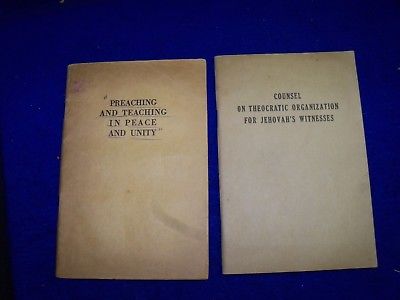 "PREACHING
AND TEACHING
IN PEACE
AND UNITY"
COUNSEL
ON THEOCRATIC ORGANIZATION
FOR JEHOVAH'S WITNESSES